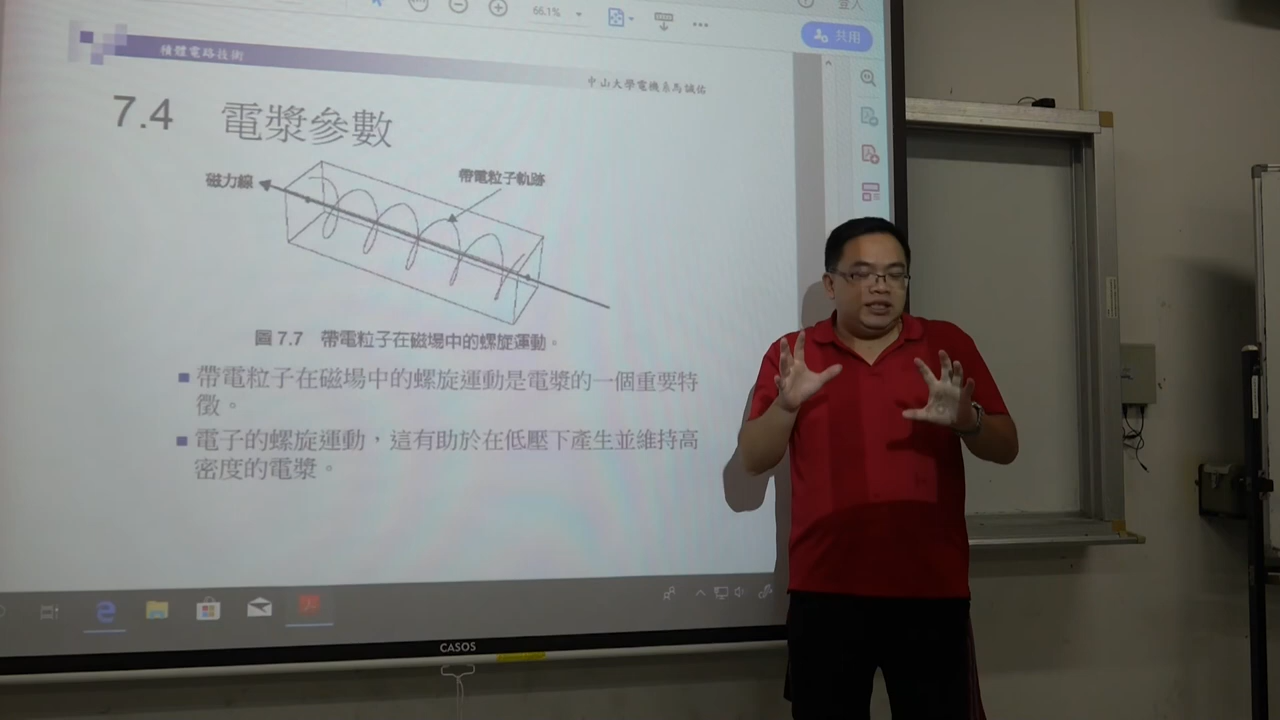 66.1%
登入
共用
積體電路技術
中山大學電機系馬誠佑
7.4 電漿參數
磁力線
帶電粒子軌跡
圖 7.7 帶電粒子在磁場中的螺旋運動。
帶電粒子在磁場中的螺旋運動是電漿的一個重要特
徵。
電子的螺旋運動，這有助於在低壓下產生並維持高
密度的電漿。
CASOS